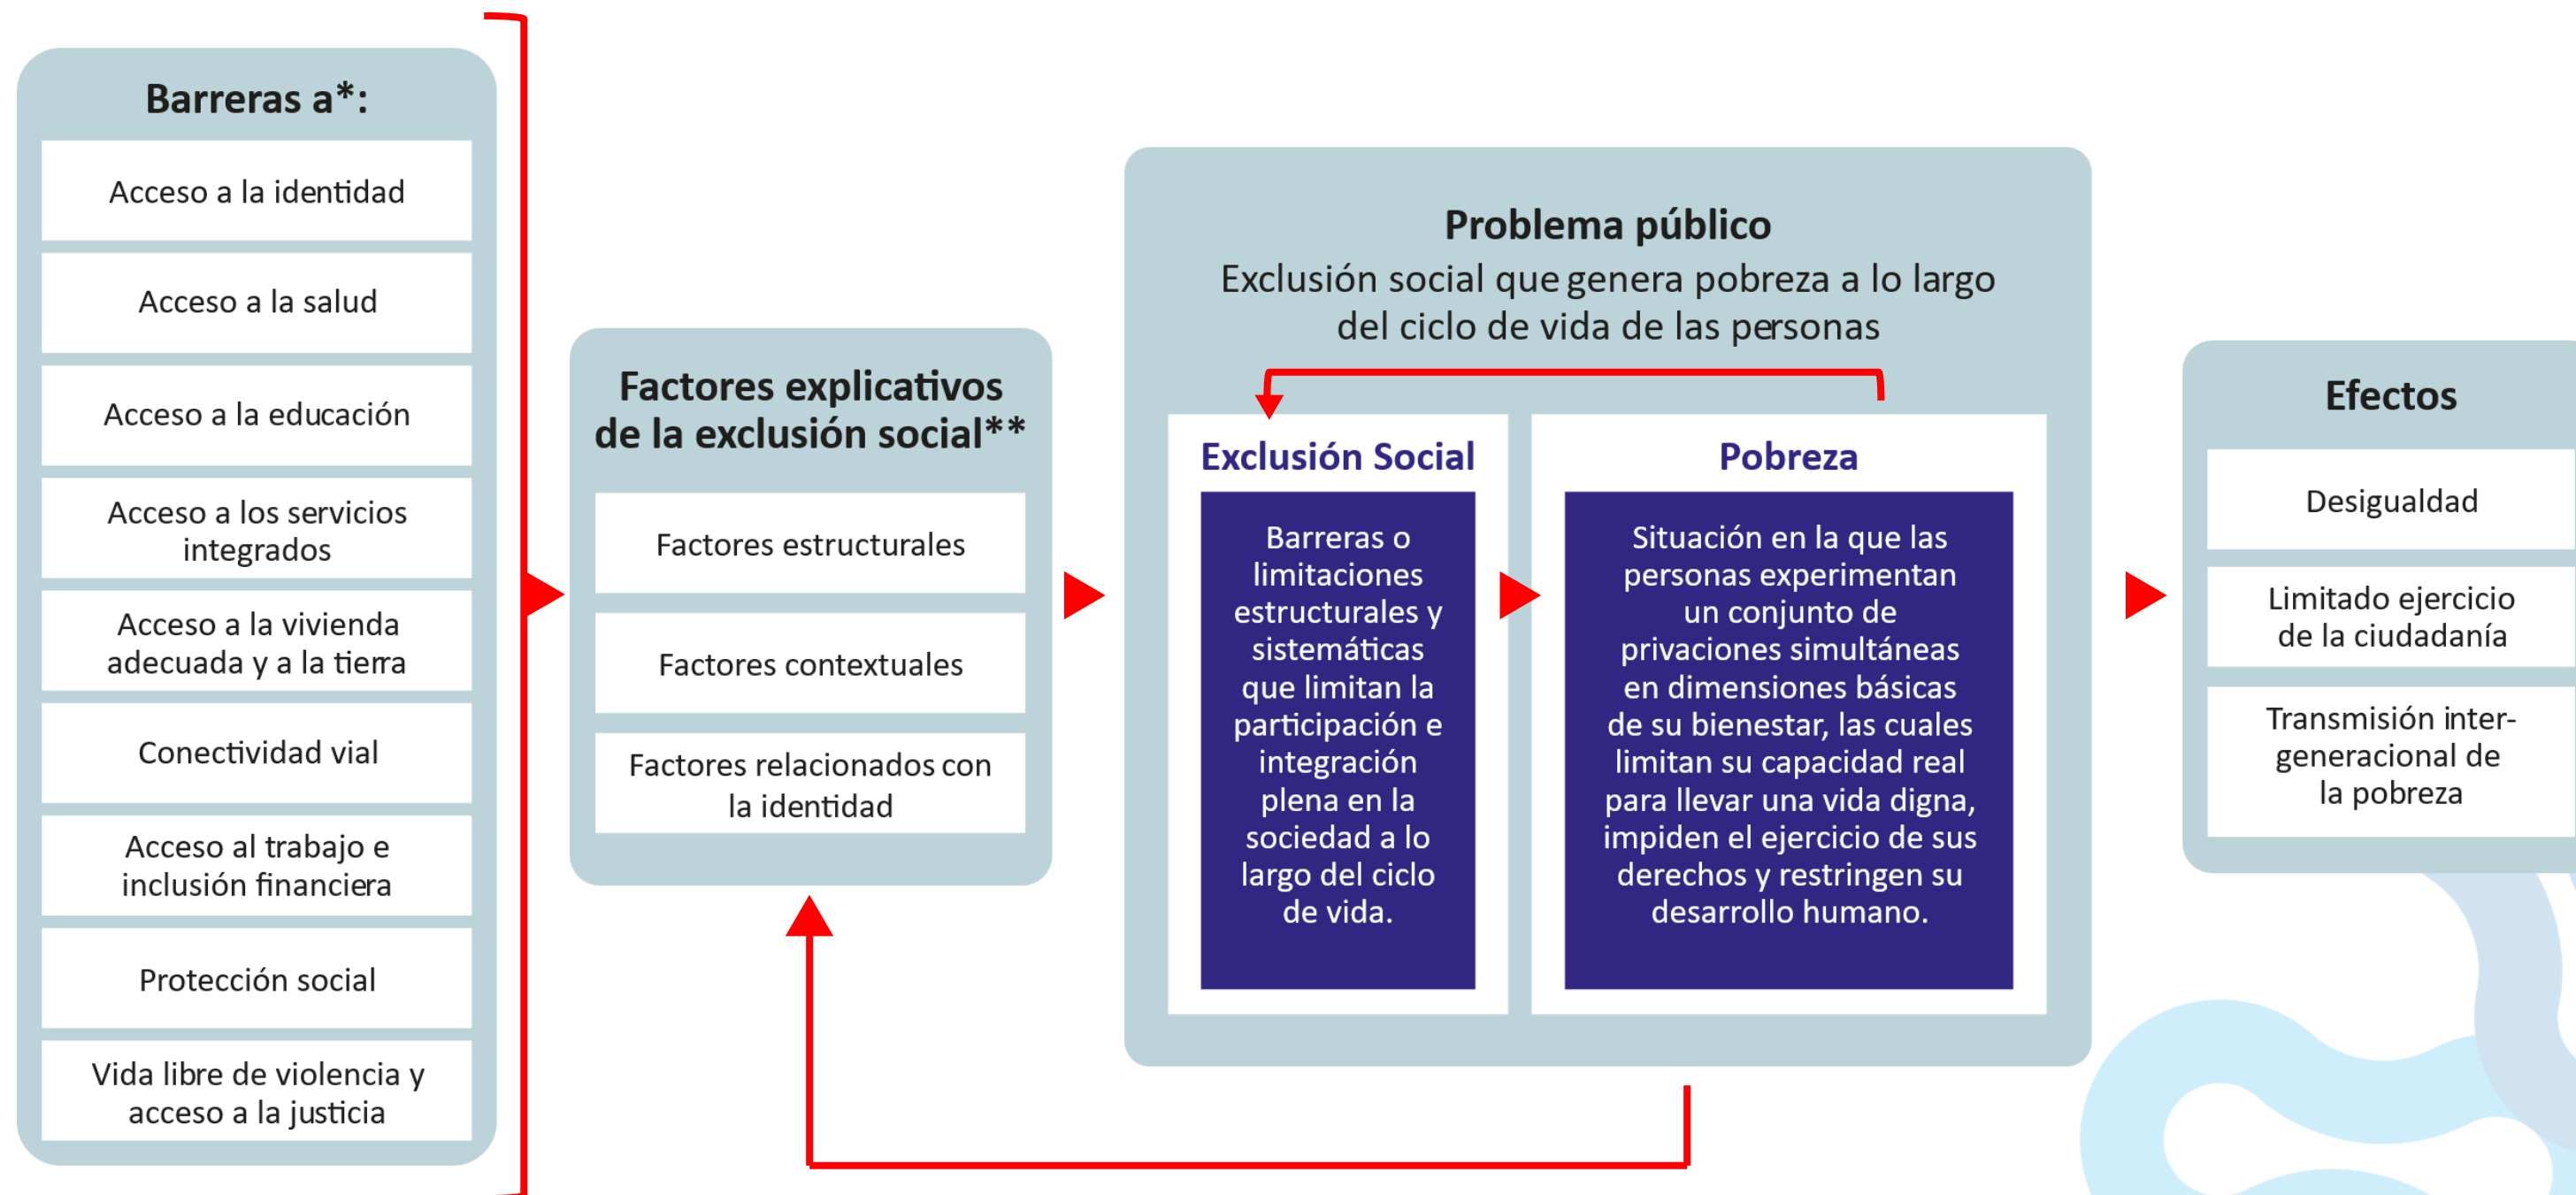 Barreras a*:
Acceso a la identidad
Acceso a la salud
Acceso a la educación
Acceso a los servicios
integrados
Acceso a la vivienda
adecuada y a la tierra
Conectividad vial
Acceso al trabajo e
inclusión financiera
Protección social
Vida libre de violencia y
acceso a la justicia
Factores explicativos
de la exclusión social**
Factores estructurales
Factores contextuales
Factores relacionados con
la identidad
Problema público
Exclusión social que genera pobreza a lo largo
del ciclo de vida de las personas
Exclusión Social
Barreras o
limitaciones
estructurales y
sistemáticas
que limitan la
participación e
integración
plena en la
sociedad a lo
largo del ciclo
de vida.
Pobreza
Situación en la que las
personas experimentan
un conjunto de
privaciones simultáneas
en dimensiones básicas
de su bienestar, las cuales
limitan su capacidad real
para llevar una vida digna,
impiden el ejercicio de sus
derechos y restringen su
desarrollo humano.
Efectos
Desigualdad
Limitado ejercicio
de la ciudadanía
Transmisión inter-
generacional de
la pobreza